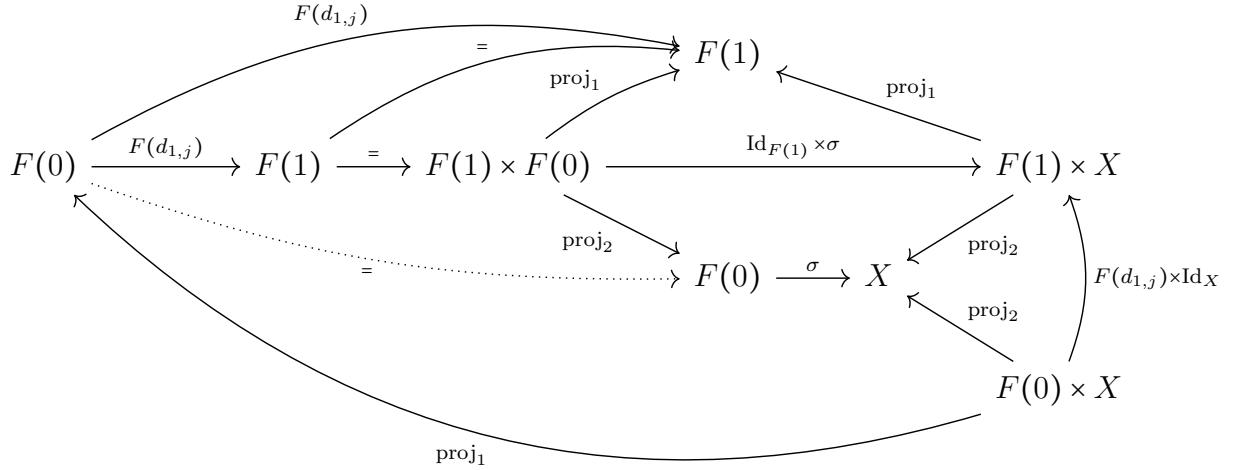 F(d_{1,j})
=
F(1)
proj_1
proj_1
F(0)
F(d_{1,j})
F(1)
=
F(1) × F(0)
Id_{F(1)} ×σ
F(1) × X
proj_2
proj_2
=
F(0)
σ
X
F(d_{1,j})×Id_X
proj_2
F(0) × X
proj_1